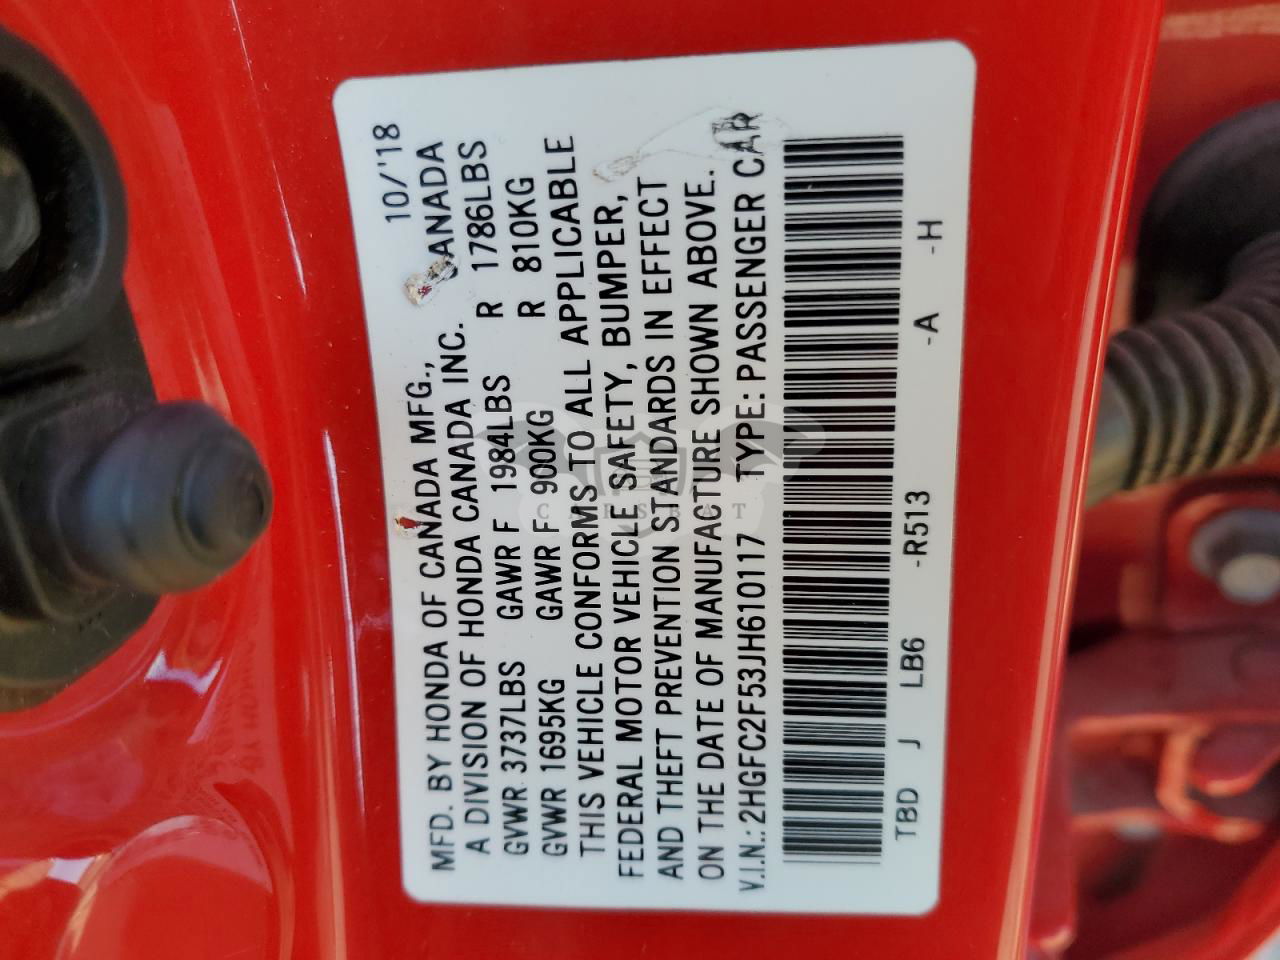 MFD. BY HONDA OF CANADA MFG., 10/'18
A DIVISION OF HONDA CANADA INC. CANADA
GVWR 3737LBS GAWR F 1984LBS R 1786LBS
GVWR 1695KG GAWR F 900KG R 810KG
THIS VEHICLE CONFORMS TO ALL APPLICABLE
FEDERAL MOTOR VEHICLE SAFETY, BUMPER,
AND THEFT PREVENTION STANDARDS IN EFFECT
ON THE DATE OF MANUFACTURE SHOWN ABOVE.
V.I.N.: 2HGFC2F53JH610117 TYPE: PASSENGER CAR
TBD J LB6 -R513 -A -H